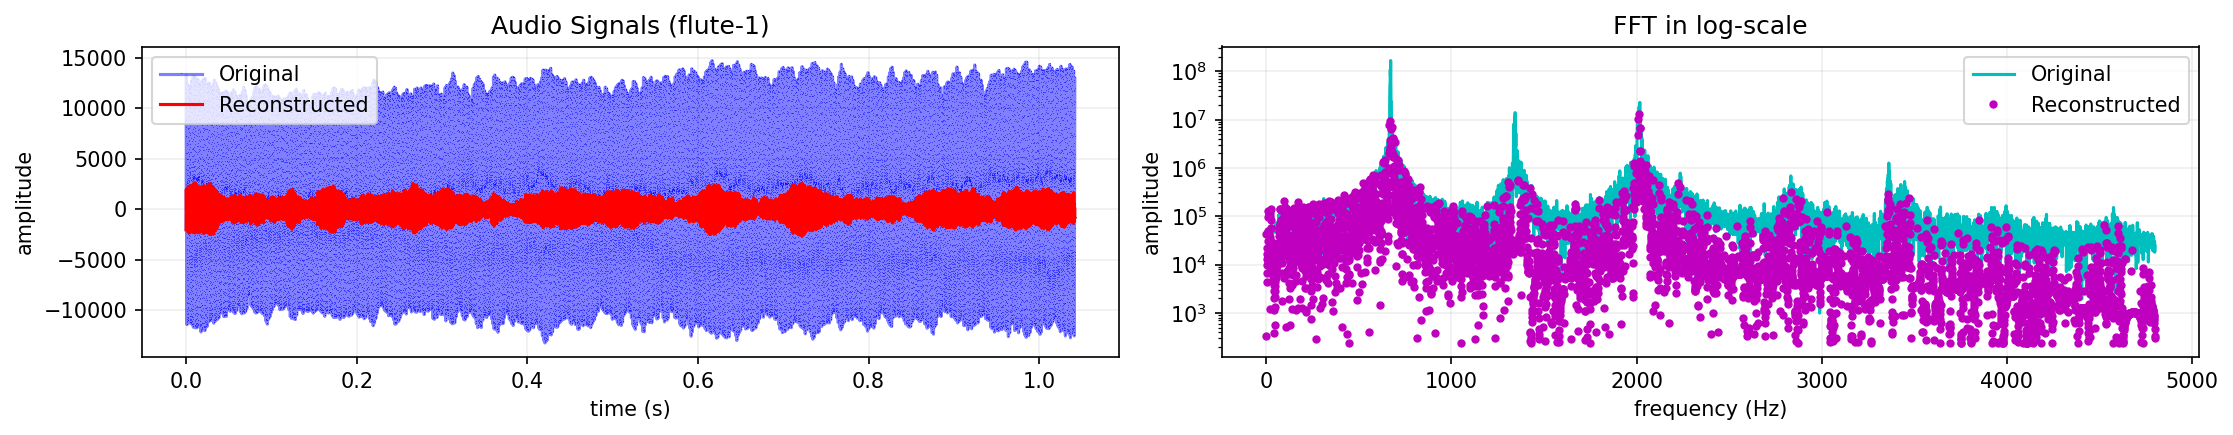 Audio Signals (flute-1)
Original
Reconstructed
15000
10000
5000
0
−5000
−10000
amplitude
0.0
0.2
0.4
0.6
0.8
1.0
time (s)
FFT in log-scale
Original
Reconstructed
10⁸
10⁷
10⁶
10⁵
10⁴
10³
amplitude
0
1000
2000
3000
4000
5000
frequency (Hz)